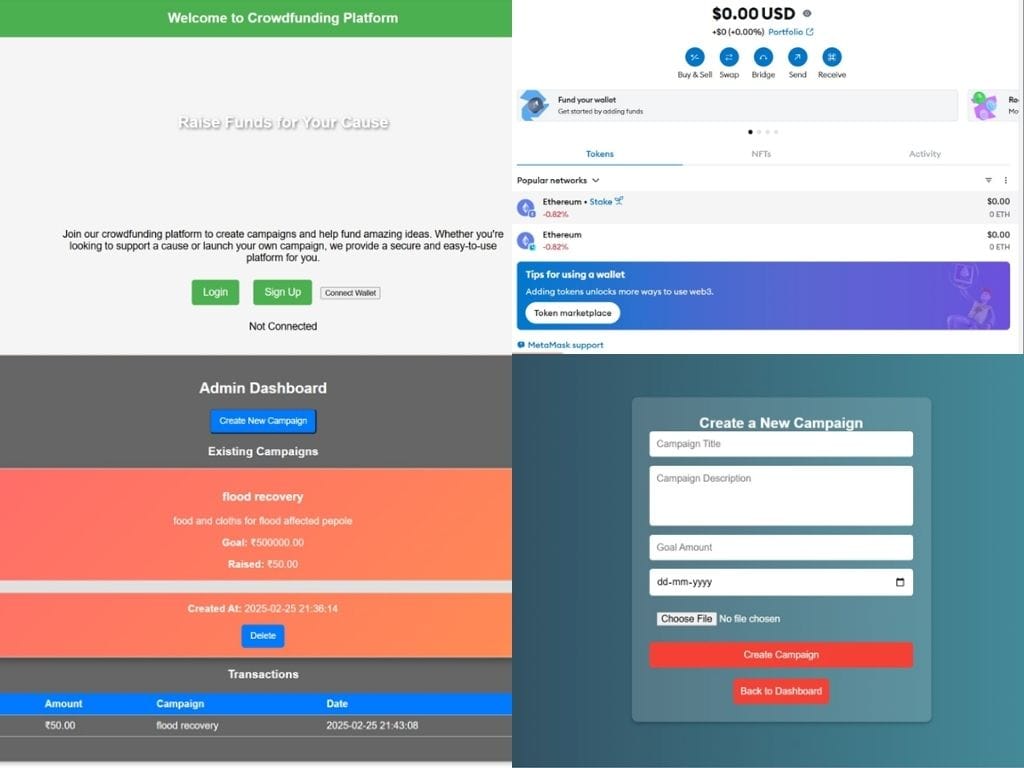 Welcome to Crowdfunding Platform
Raise Funds for Your Cause
Join our crowdfunding platform to create campaigns and help fund amazing ideas. Whether you're
looking to support a cause or launch your own campaign, we provide a secure and easy-to-use
platform for you.
Login Sign Up Connect Wallet
Not Connected
$0.00 USD
+$0 (+0.00%) Portfolio
Buy & Sell Swap Bridge Send Receive
Fund your wallet
Get started by adding funds
Tokens NFTs Activity
Popular networks
Ethereum • Stake $0.00
-0.82% 0 ETH
Ethereum $0.00
-0.82% 0 ETH
Tips for using a wallet
Adding tokens unlocks more ways to use web3.
Token marketplace
MetaMask support
Admin Dashboard
Create New Campaign
Existing Campaigns
flood recovery
food and cloths for flood affected pepole
Goal: ₹500000.00
Raised: ₹50.00
Created At: 2025-02-25 21:36:14
Delete
Transactions
Amount Campaign Date
₹50.00 flood recovery 2025-02-25 21:43:08
Create a New Campaign
Campaign Title
Campaign Description
Goal Amount
dd-mm-yyyy
Choose File No file chosen
Create Campaign
Back to Dashboard